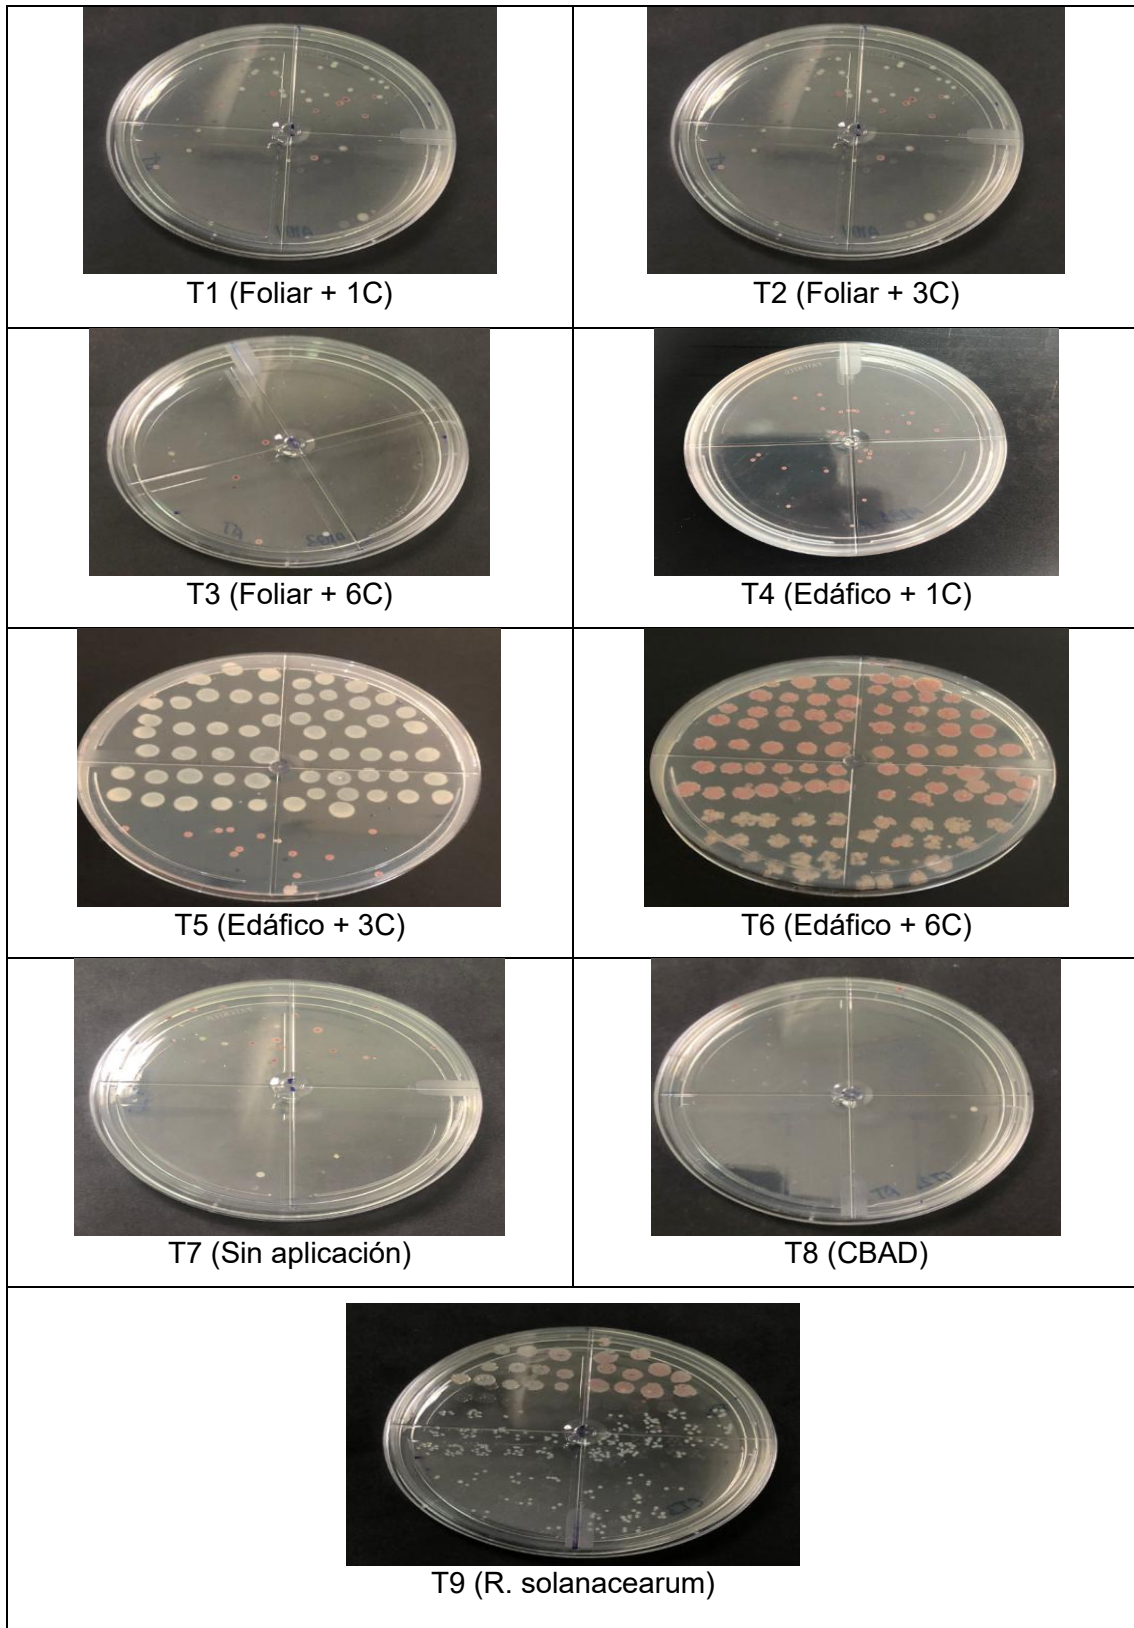 T1 (Foliar + 1C)
T2 (Foliar + 3C)
T3 (Foliar + 6C)
T4 (Edáfico + 1C)
T5 (Edáfico + 3C)
T6 (Edáfico + 6C)
T7 (Sin aplicación)
T8 (CBAD)
T9 (R. solanacearum)